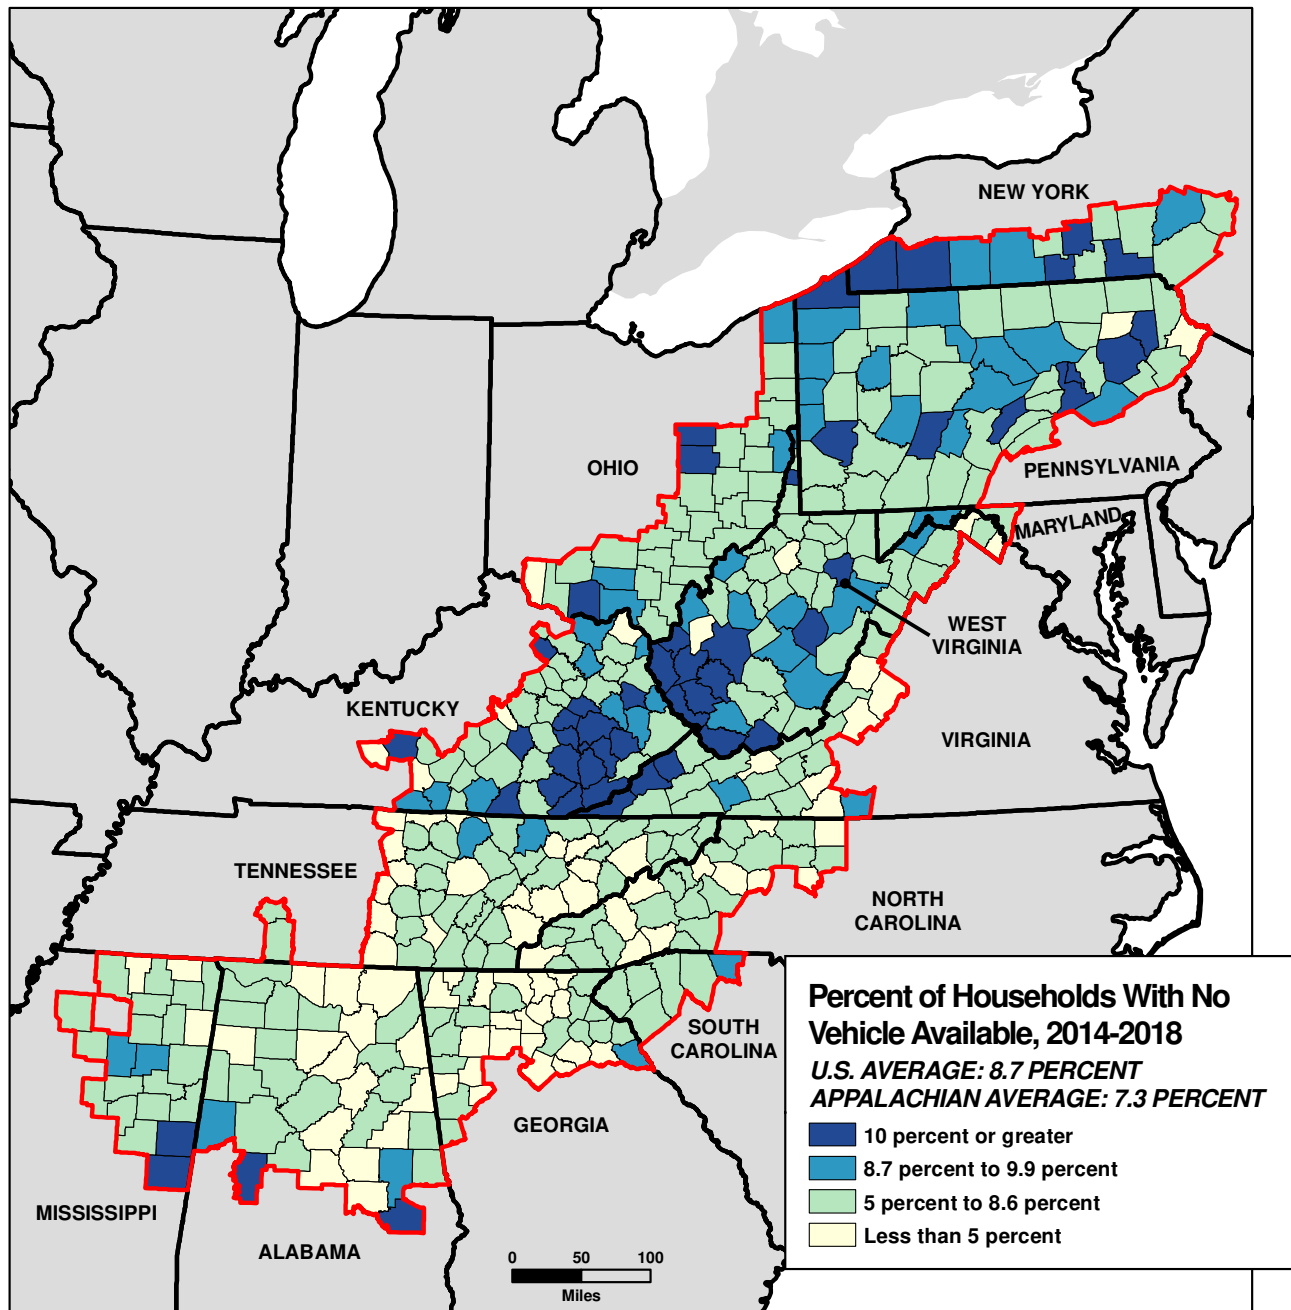 NEW YORK
OHIO
PENNSYLVANIA
MARYLAND
WEST
VIRGINIA
KENTUCKY
VIRGINIA
TENNESSEE
NORTH
CAROLINA
SOUTH
CAROLINA
GEORGIA
MISSISSIPPI
ALABAMA
Percent of Households With No
Vehicle Available, 2014-2018
U.S. AVERAGE: 8.7 PERCENT
APPALACHIAN AVERAGE: 7.3 PERCENT
10 percent or greater
8.7 percent to 9.9 percent
5 percent to 8.6 percent
Less than 5 percent
0 50 100
Miles